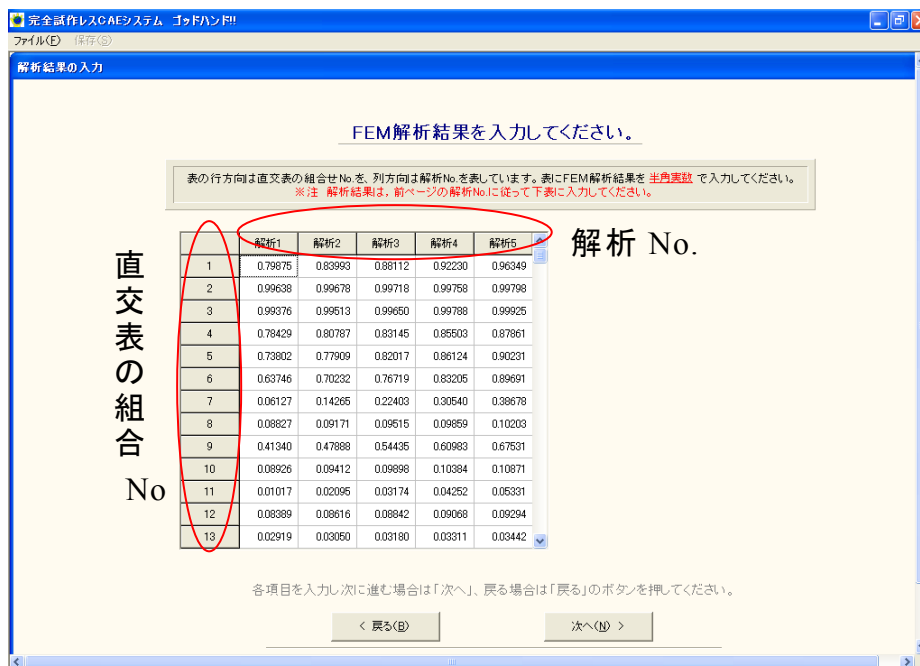 完全試作レスCAEシステム ゴッドハンド!!
ファイル(F) 保存(S)
解析結果の入力
FEM解析結果を入力してください。
表の行方向は直交表の組合せNo.を、列方向は解析No.を表しています。表にFEM解析結果を 半角実数 で入力してください。
※注 解析結果は，前ページの解析No.に従って下表に入力してください。
解析1 解析2 解析3 解析4 解析5
解析 No.
直交表の組合
No
1 0.79875 0.83993 0.88112 0.92230 0.96349
2 0.99638 0.99678 0.99718 0.99758 0.99798
3 0.99376 0.99513 0.99650 0.99788 0.99925
4 0.78429 0.80787 0.83145 0.85503 0.87861
5 0.73802 0.77909 0.82017 0.86124 0.90231
6 0.63746 0.70232 0.76719 0.83205 0.89691
7 0.06127 0.14265 0.22403 0.30540 0.38678
8 0.08827 0.09171 0.09515 0.09859 0.10203
9 0.41340 0.47888 0.54435 0.60983 0.67531
10 0.08926 0.09412 0.09898 0.10384 0.10871
11 0.01017 0.02095 0.03174 0.04252 0.05331
12 0.08389 0.08616 0.08842 0.09068 0.09294
13 0.02919 0.03050 0.03180 0.03311 0.03442
各項目を入力し次に進む場合は「次へ」、戻る場合は「戻る」のボタンを押してください。
< 戻る(B)
次へ(N) >